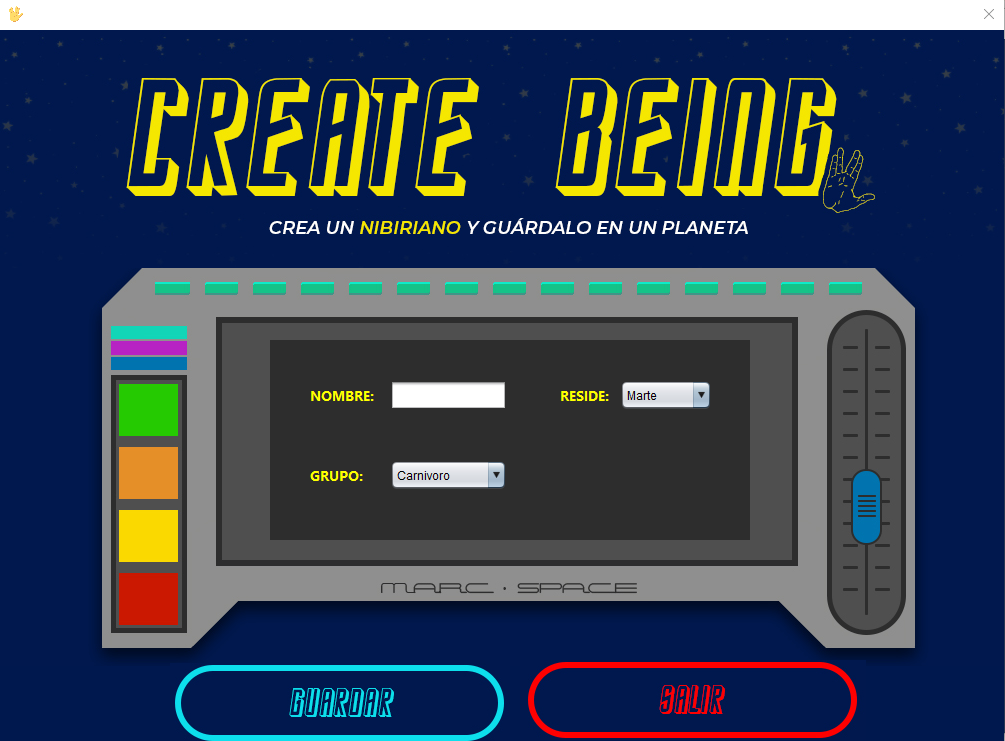 CREATE BEING
CREA UN NIBIRIANO Y GUÁRDALO EN UN PLANETA
NOMBRE: RESIDE: Marte
GRUPO: Carnivoro
MARC · SPACE
GUARDAR SALIR